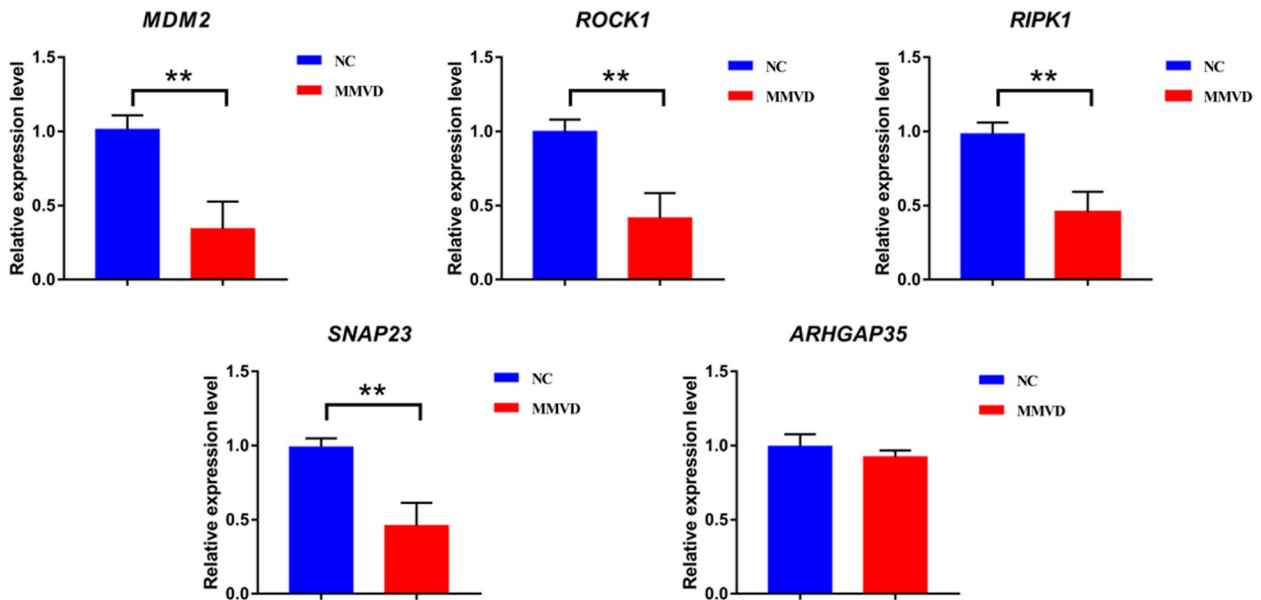 MDM2
Relative expression level
1.5
1.0
0.5
0.0
**
NC
MMVD
ROCK1
Relative expression level
1.5
1.0
0.5
0.0
**
NC
MMVD
RIPK1
Relative expression level
1.5
1.0
0.5
0.0
**
NC
MMVD
SNAP23
Relative expression level
1.5
1.0
0.5
0.0
**
NC
MMVD
ARHGAP35
Relative expression level
1.5
1.0
0.5
0.0
NC
MMVD